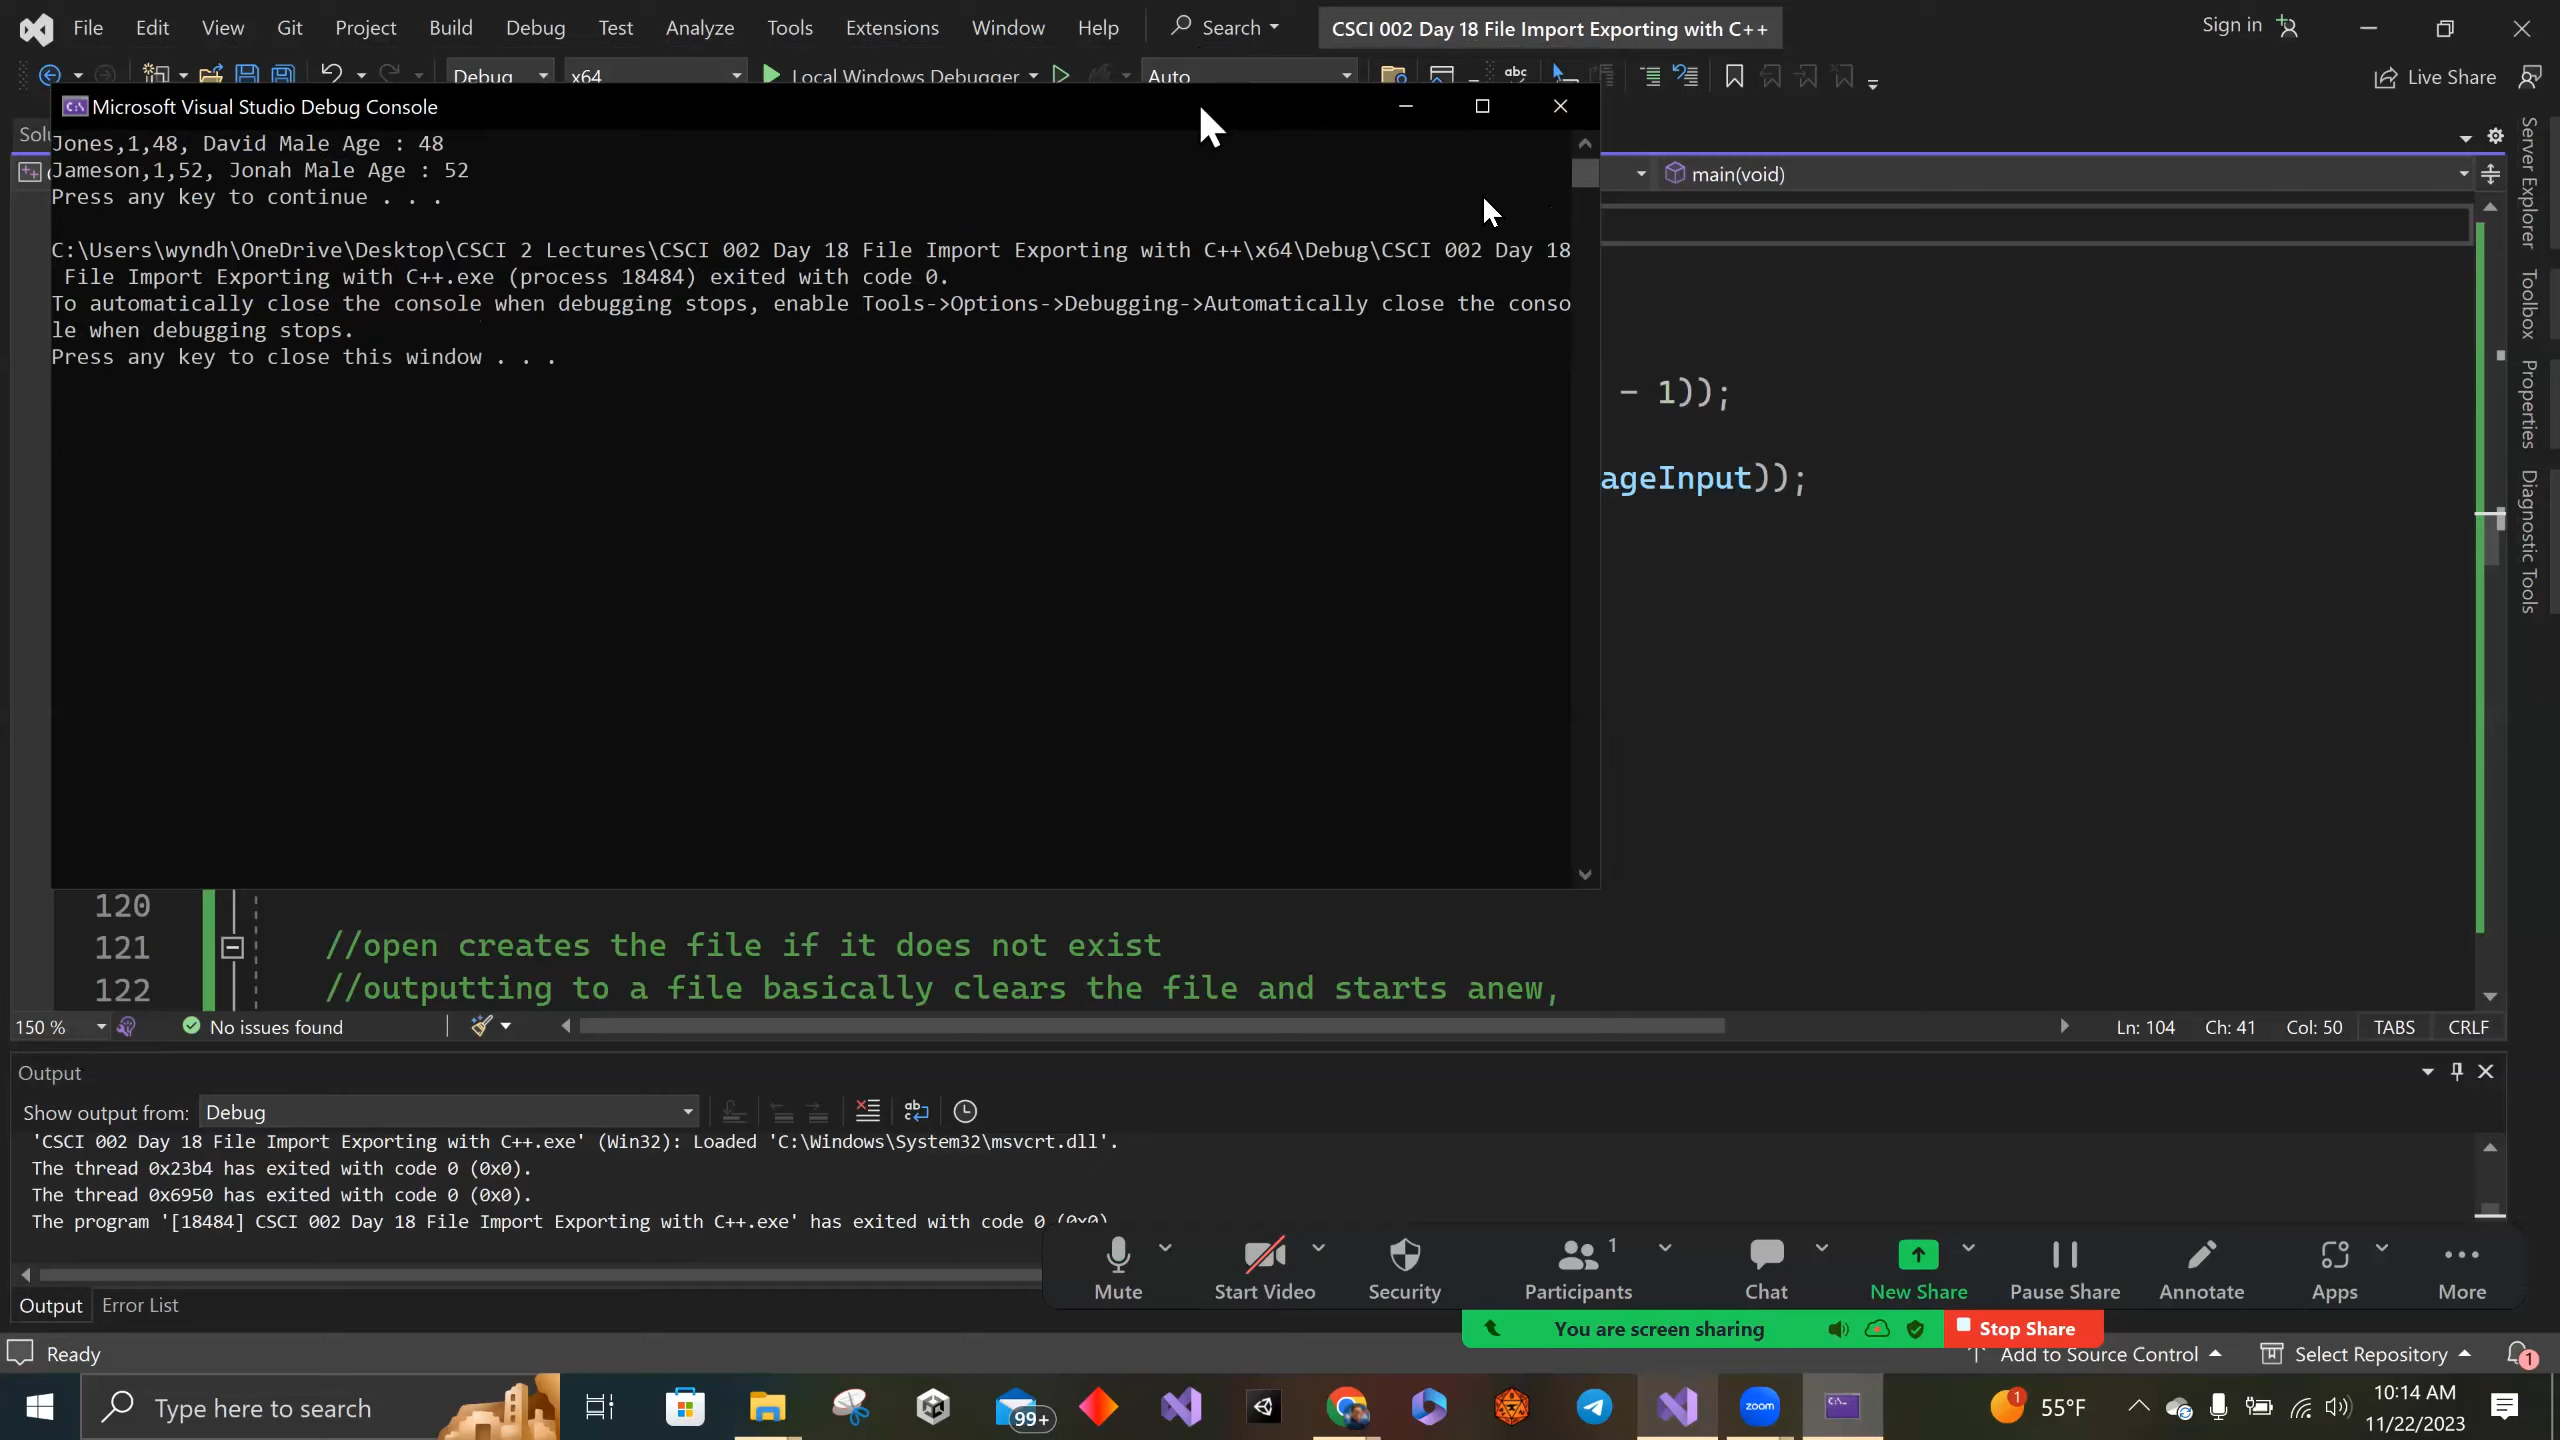 File Edit View Git Project Build Debug Test Analyze Tools Extensions Window Help Search CSCI 002 Day 18 File Import Exporting with C++ Sign in
Debug x64 Local Windows Debugger Auto Live Share
Microsoft Visual Studio Debug Console
Jones,1,48, David Male Age : 48
Jameson,1,52, Jonah Male Age : 52
Press any key to continue . . .
C:\Users\wyndh\OneDrive\Desktop\CSCI 2 Lectures\CSCI 002 Day 18 File Import Exporting with C++\x64\Debug\CSCI 002 Day 18
File Import Exporting with C++.exe (process 18484) exited with code 0.
To automatically close the console when debugging stops, enable Tools->Options->Debugging->Automatically close the conso
le when debugging stops.
Press any key to close this window . . .
main(void)
- 1));
ageInput));
Server Explorer
Toolbox
Properties
Diagnostic Tools
120
121 //open creates the file if it does not exist
122 //outputting to a file basically clears the file and starts anew,
150 % No issues found Ln: 104 Ch: 41 Col: 50 TABS CRLF
Output
Show output from: Debug
'CSCI 002 Day 18 File Import Exporting with C++.exe' (Win32): Loaded 'C:\Windows\System32\msvcrt.dll'.
The thread 0x23b4 has exited with code 0 (0x0).
The thread 0x6950 has exited with code 0 (0x0).
The program '[18484] CSCI 002 Day 18 File Import Exporting with C++.exe' has exited with code 0 (0x0)
Output Error List
Mute Start Video Security Participants 1 Chat New Share Pause Share Annotate Apps More
You are screen sharing Stop Share
Ready Add to Source Control Select Repository 1
Type here to search 99+ zoom 1 55°F 10:14 AM
11/22/2023